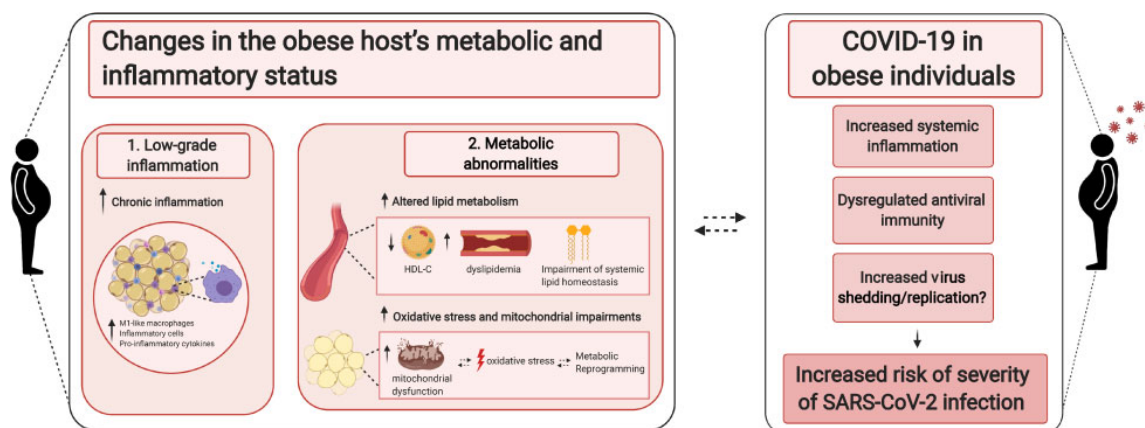 Changes in the obese host's metabolic and
inflammatory status
1. Low-grade
inflammation
Chronic inflammation
M1-like macrophages
Inflammatory cells
Pro-inflammatory cytokines
2. Metabolic
abnormalities
Altered lipid metabolism
HDL-C
dyslipidemia
Impairment of systemic
lipid homeostasis
Oxidative stress and mitochondrial impairments
mitochondrial
dysfunction
oxidative stress
Metabolic
Reprogramming
COVID-19 in
obese individuals
Increased systemic
inflammation
Dysregulated antiviral
immunity
Increased virus
shedding/replication?
Increased risk of severity
of SARS-CoV-2 infection